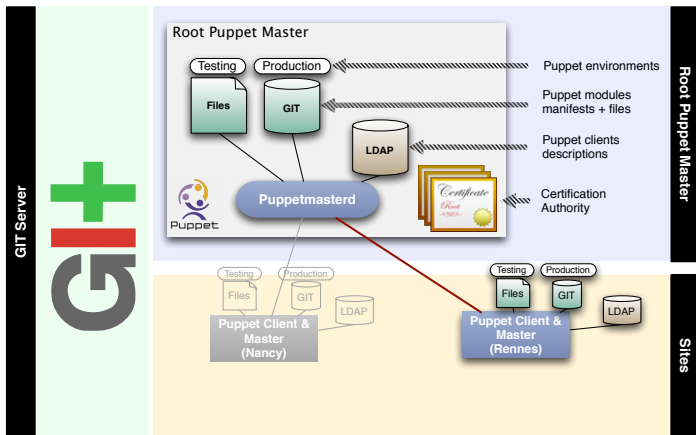 GIT Server
GIt
Root Puppet Master
Testing
Production
Files
GIT
LDAP
Puppetmasterd
Puppet
Certificate
Root
Puppet environments
Puppet modules
manifests + files
Puppet clients
descriptions
Certification
Authority
Root Puppet Master
Testing
Production
Files
GIT
LDAP
Puppet Client &
Master
(Nancy)
Testing
Production
Files
GIT
LDAP
Puppet Client &
Master
(Rennes)
Sites